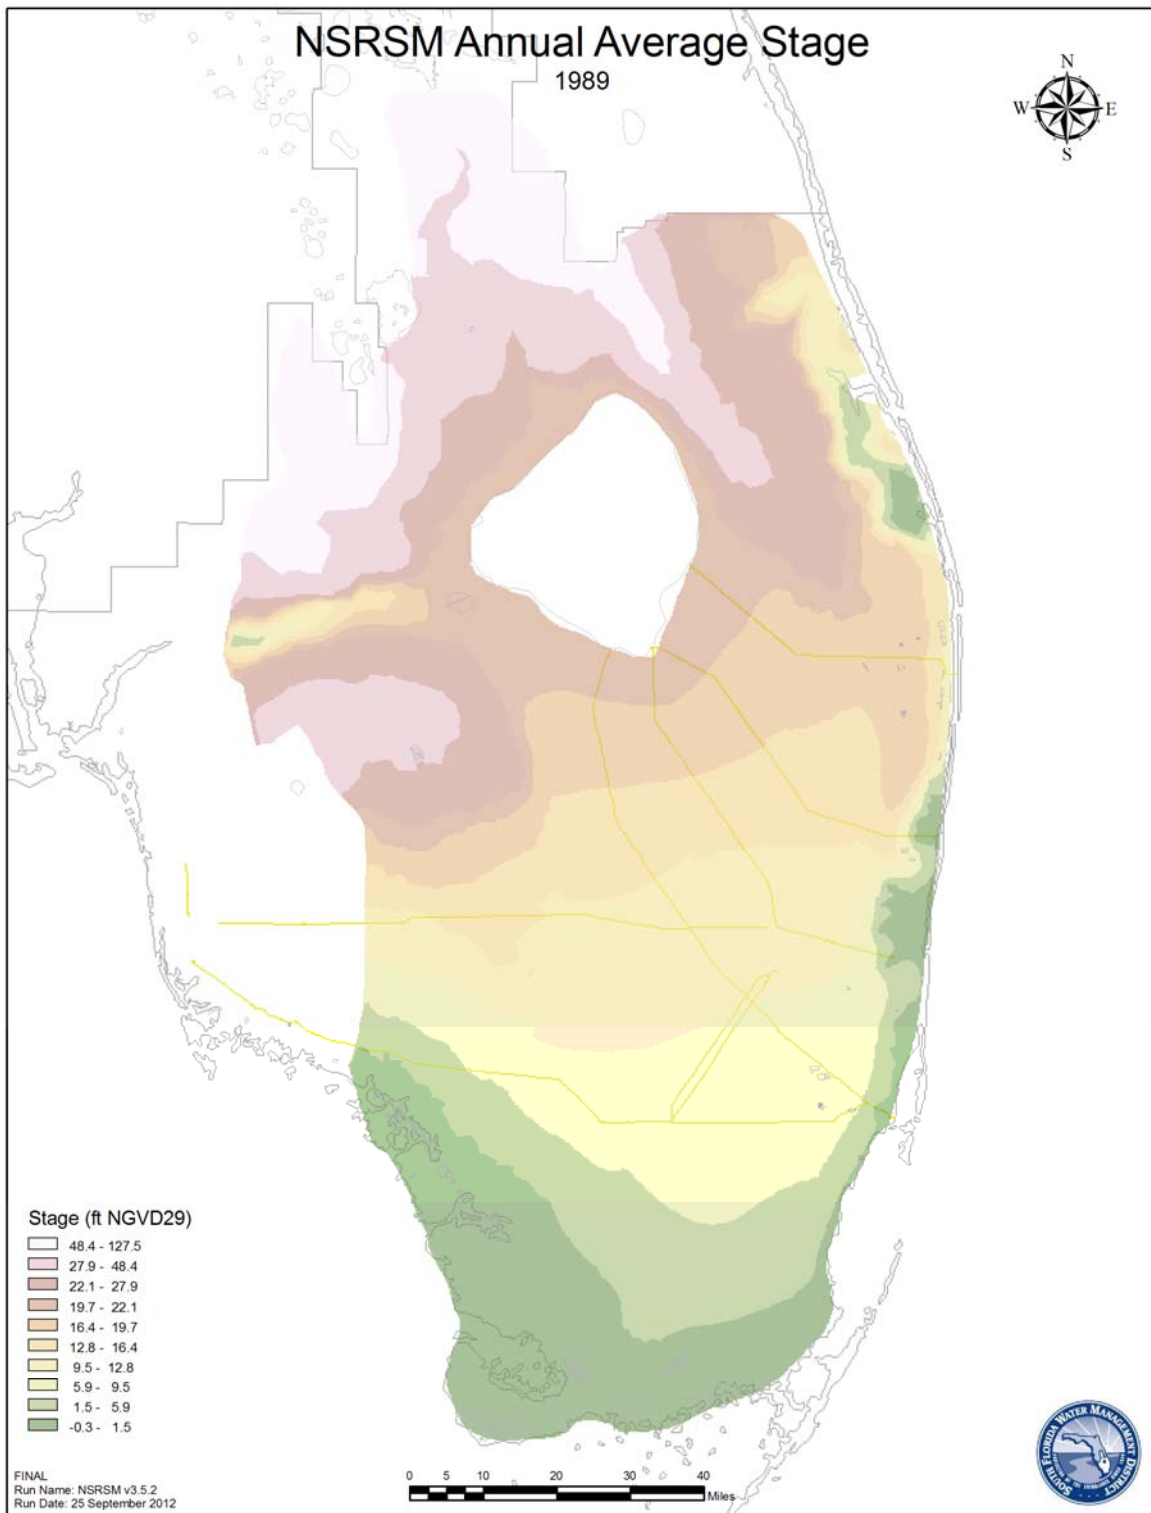 NSRSM Annual Average Stage
1989
N
W E
S
Stage (ft NGVD29)
48.4 - 127.5
27.9 - 48.4
22.1 - 27.9
19.7 - 22.1
16.4 - 19.7
12.8 - 16.4
9.5 - 12.8
5.9 - 9.5
1.5 - 5.9
-0.3 - 1.5
FINAL
Run Name: NSRSM v3.5.2
Run Date: 25 September 2012
0 5 10 20 30 40
Miles
SOUTH FLORIDA WATER MANAGEMENT DISTRICT